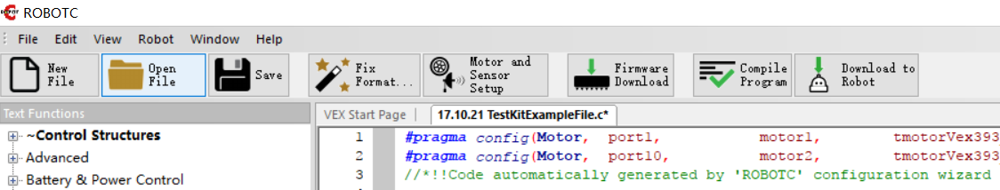 ROBOTC
File Edit View Robot Window Help
New File
Open File
Save
Fix Format...
Motor and Sensor Setup
Firmware Download
Compile Program
Download to Robot
Text Functions
~Control Structures
Advanced
Battery & Power Control
VEX Start Page
17.10.21 TestKitExampleFile.c*
1 #pragma config(Motor, port1, motor1, tmotorVex393
2 #pragma config(Motor, port10, motor2, tmotorVex393
3 //*!!Code automatically generated by 'ROBOTC' configuration wizard